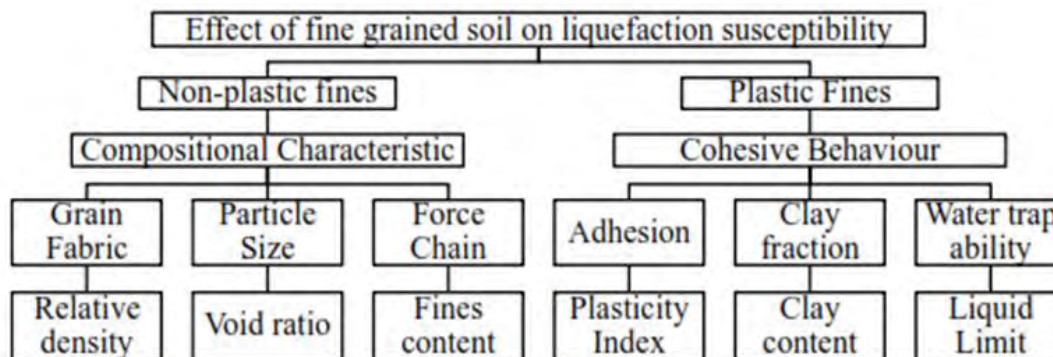 Effect of fine grained soil on liquefaction susceptibility
Non-plastic fines
Plastic Fines
Compositional Characteristic
Cohesive Behaviour
Grain
Fabric
Particle
Size
Force
Chain
Adhesion
Clay
fraction
Water trap
ability
Relative
density
Void ratio
Fines
content
Plasticity
Index
Clay
content
Liquid
Limit